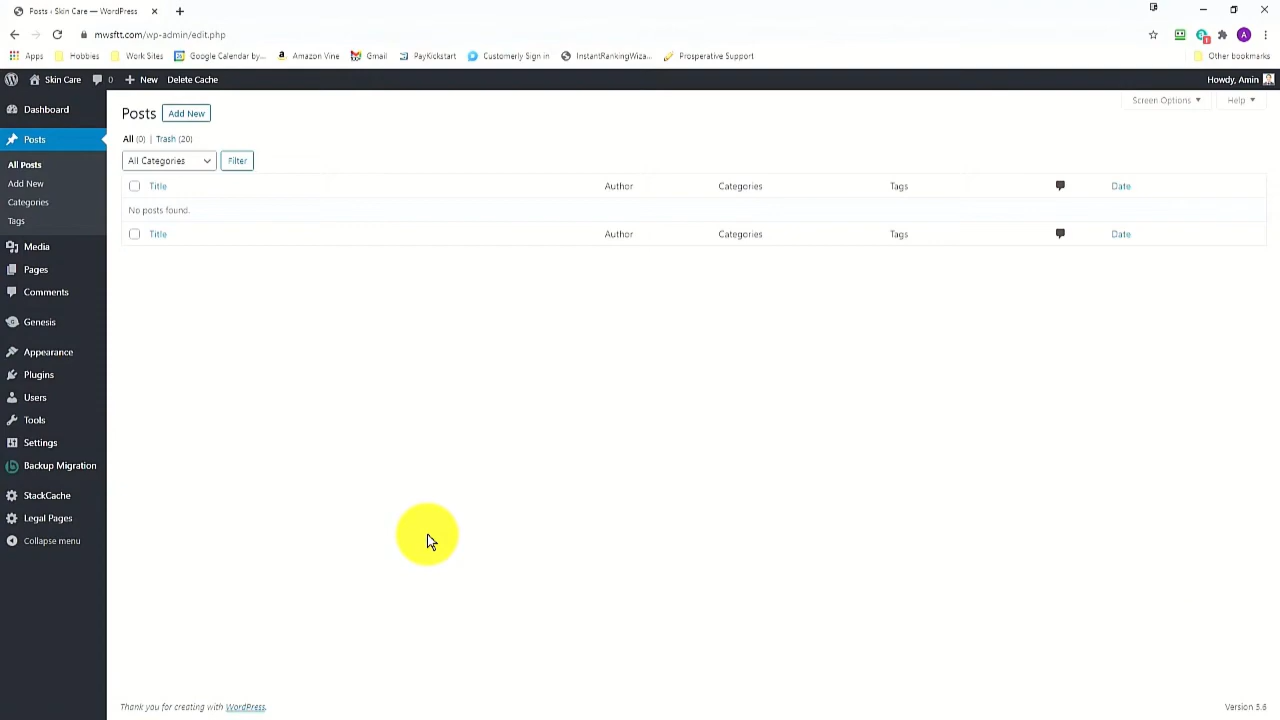 Posts ‹ Skin Care — WordPress
mwsftt.com/wp-admin/edit.php
Apps Hobbies Work Sites Google Calendar by... Amazon Vine Gmail PayKickstart Customerly Sign in InstantRankingWiza... Prosperative Support Other bookmarks
Skin Care 0 New Delete Cache Howdy, Amin
Dashboard
Posts
All Posts
Add New
Categories
Tags
Media
Pages
Comments
Genesis
Appearance
Plugins
Users
Tools
Settings
Backup Migration
StackCache
Legal Pages
Collapse menu
Screen Options Help
Posts Add New
All (0) | Trash (20)
All Categories Filter
Title Author Categories Tags Date
No posts found.
Title Author Categories Tags Date
Thank you for creating with WordPress. Version 5.6